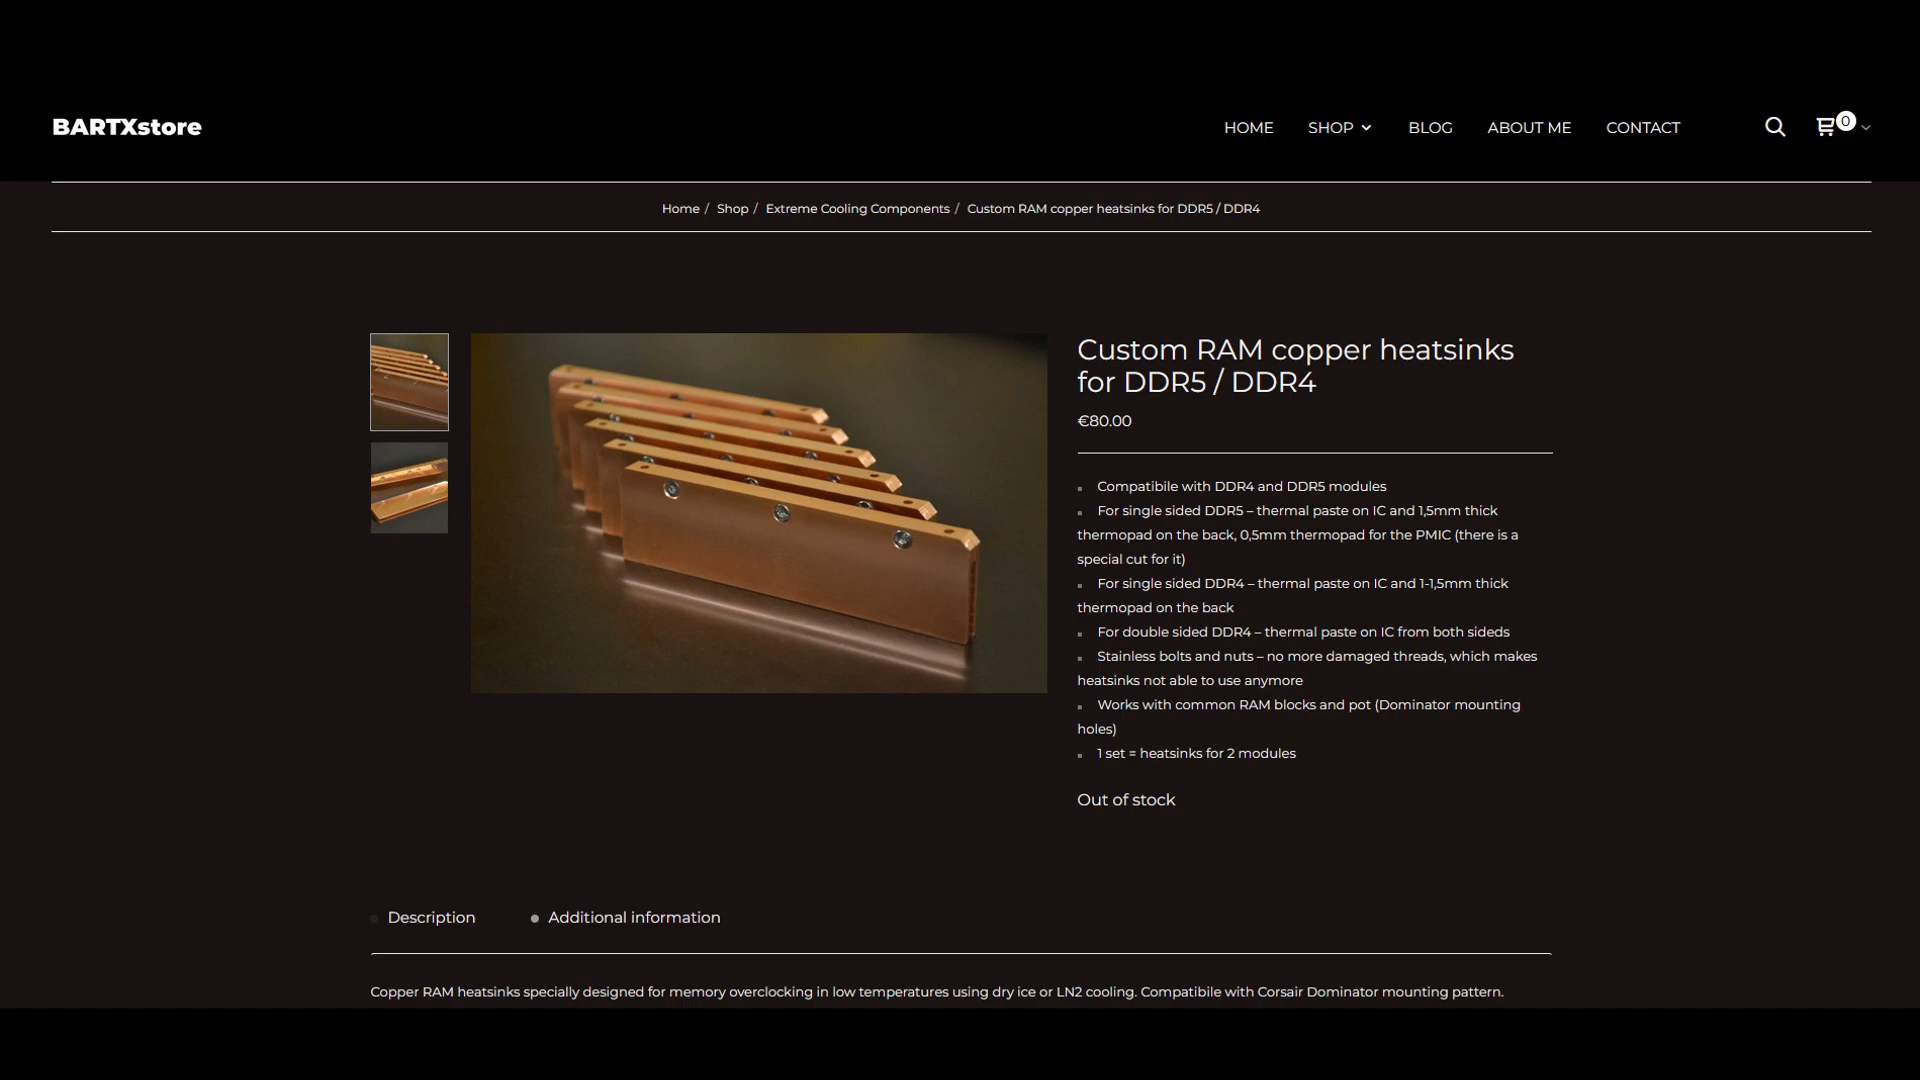 BARTXstore
HOME
SHOP
BLOG
ABOUT ME
CONTACT
0
Home / Shop / Extreme Cooling Components / Custom RAM copper heatsinks for DDR5 / DDR4
Custom RAM copper heatsinks
for DDR5 / DDR4
€80.00
Compatibile with DDR4 and DDR5 modules
For single sided DDR5 – thermal paste on IC and 1,5mm thick
thermopad on the back, 0,5mm thermopad for the PMIC (there is a
special cut for it)
For single sided DDR4 – thermal paste on IC and 1-1,5mm thick
thermopad on the back
For double sided DDR4 – thermal paste on IC from both sideds
Stainless bolts and nuts – no more damaged threads, which makes
heatsinks not able to use anymore
Works with common RAM blocks and pot (Dominator mounting
holes)
1 set = heatsinks for 2 modules
Out of stock
Description
Additional information
Copper RAM heatsinks specially designed for memory overclocking in low temperatures using dry ice or LN2 cooling. Compatibile with Corsair Dominator mounting pattern.